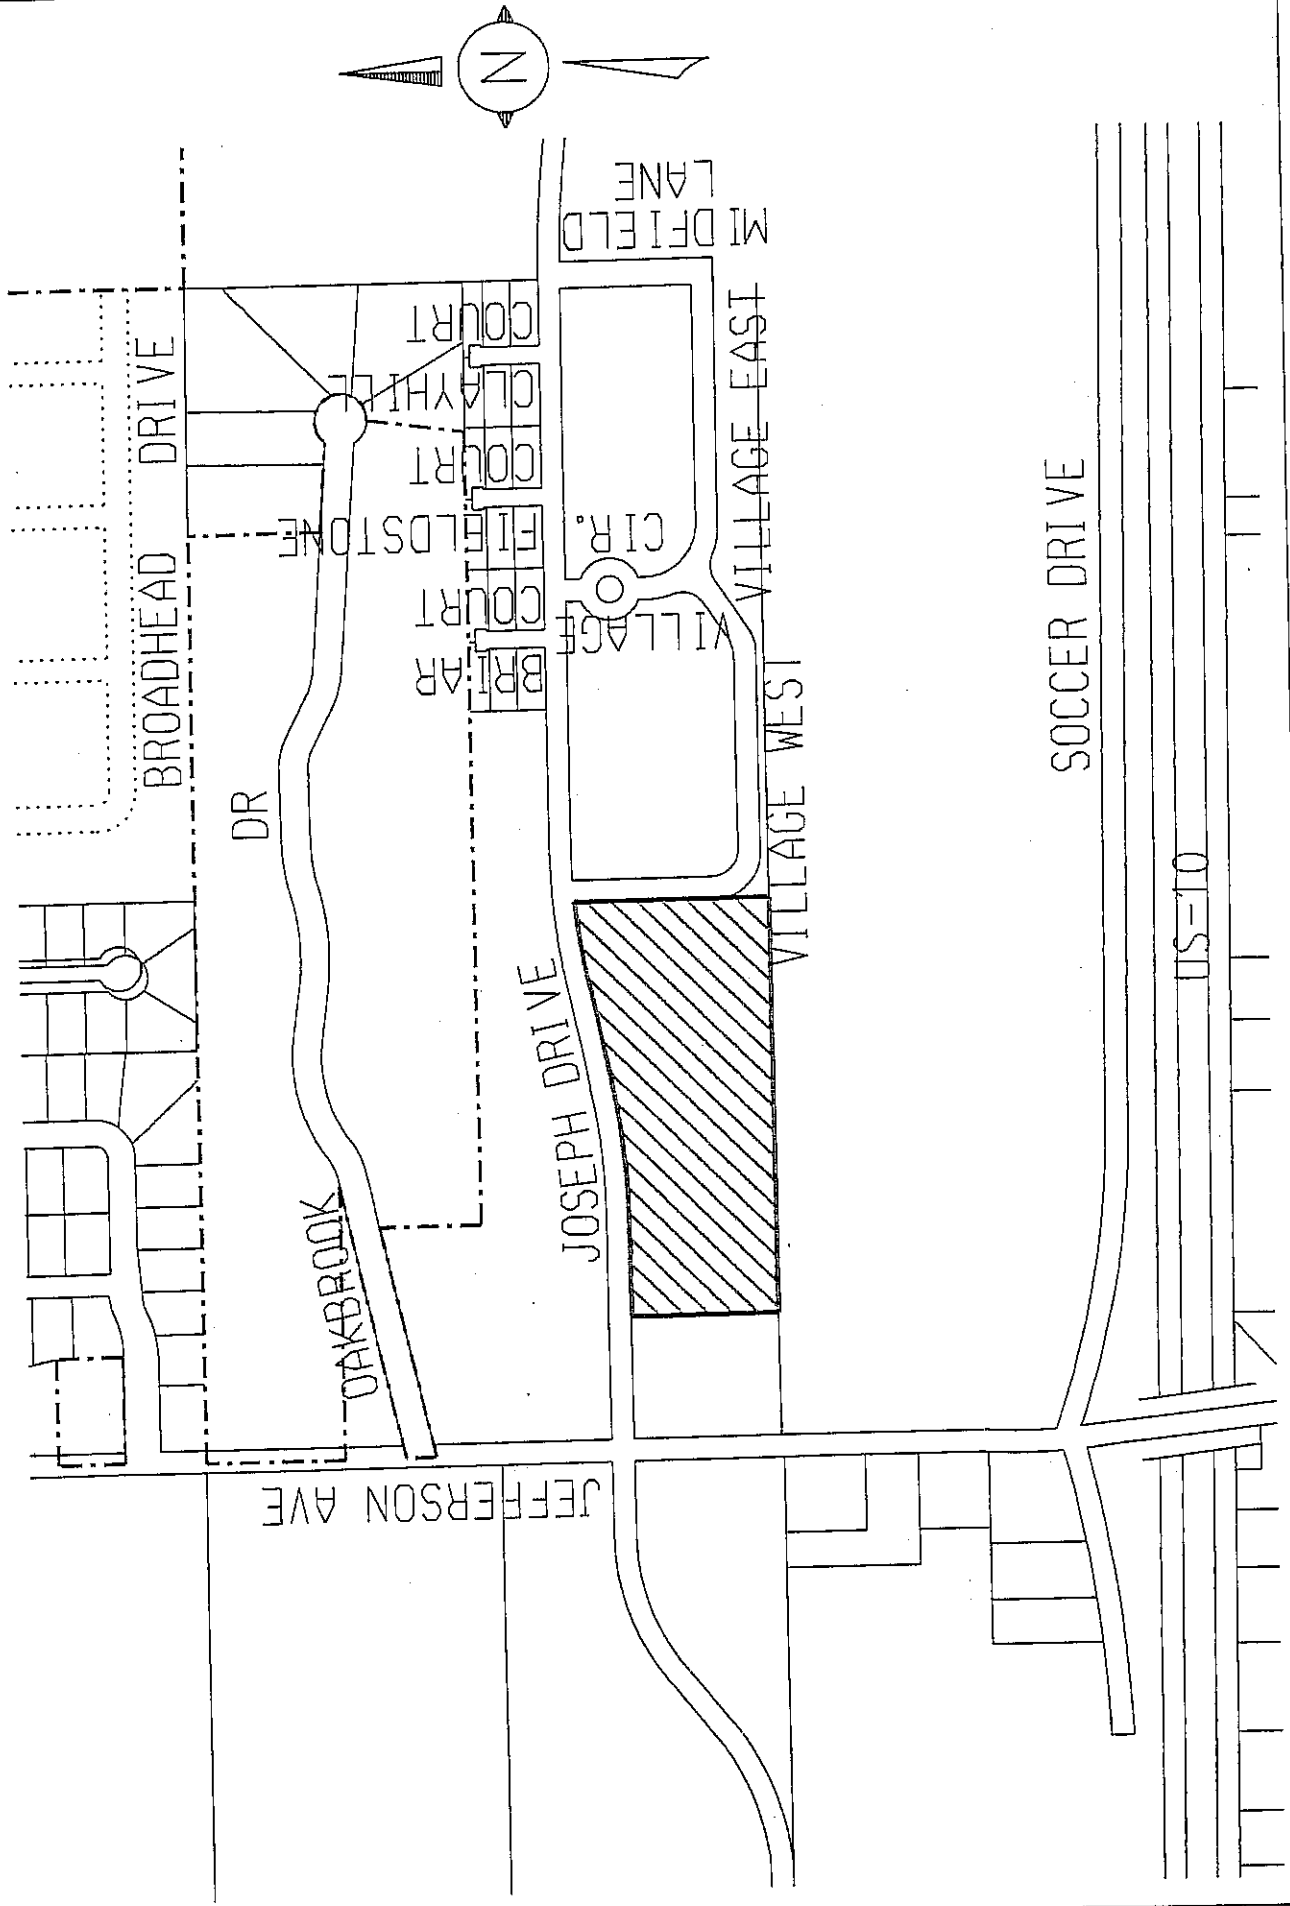 N
MIDFIELD
LANE
BROADHEAD DRIVE
CLAYHILL COURT
FIELDSTONE COURT
BRIAR COURT
VILLAGE CIR.
VILLAGE EAST
VILLAGE WEST
OAKBROOK DR
JOSEPH DRIVE
SOCCER DRIVE
US-10
JEFFERSON AVE